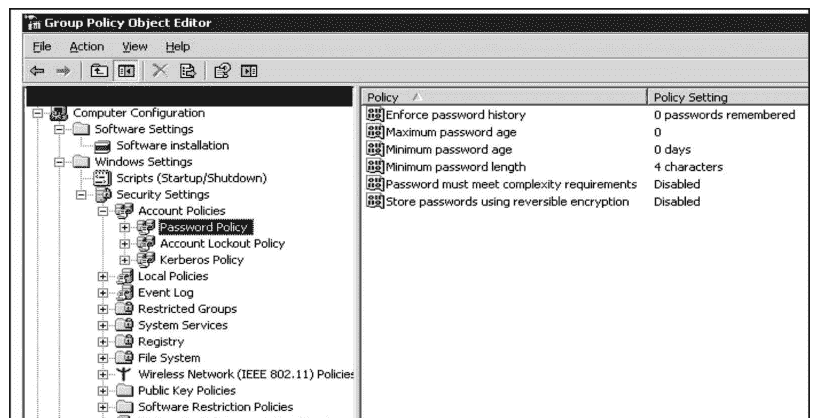 Group Policy Object Editor
File Action View Help
Computer Configuration
Software Settings
Software installation
Windows Settings
Scripts (Startup/Shutdown)
Security Settings
Account Policies
Password Policy
Account Lockout Policy
Kerberos Policy
Local Policies
Event Log
Restricted Groups
System Services
Registry
File System
Wireless Network (IEEE 802.11) Policies
Public Key Policies
Software Restriction Policies
Policy Policy Setting
Enforce password history 0 passwords remembered
Maximum password age 0
Minimum password age 0 days
Minimum password length 4 characters
Password must meet complexity requirements Disabled
Store passwords using reversible encryption Disabled